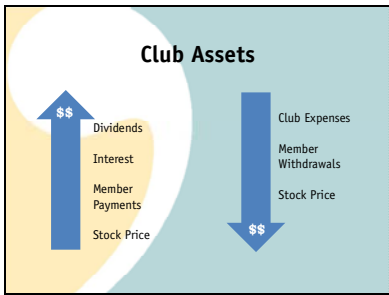 Club Assets
$$
Dividends
Interest
Member
Payments
Stock Price
Club Expenses
Member
Withdrawals
Stock Price
$$